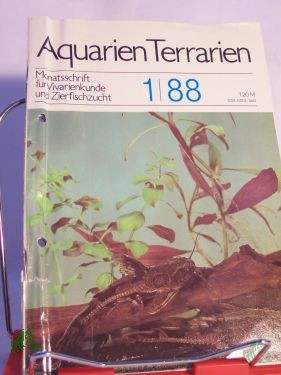 Aquarien Terrarien
Monatsschrift
für Vivarienkunde
und Zierfischzucht
1/88
1,20 M